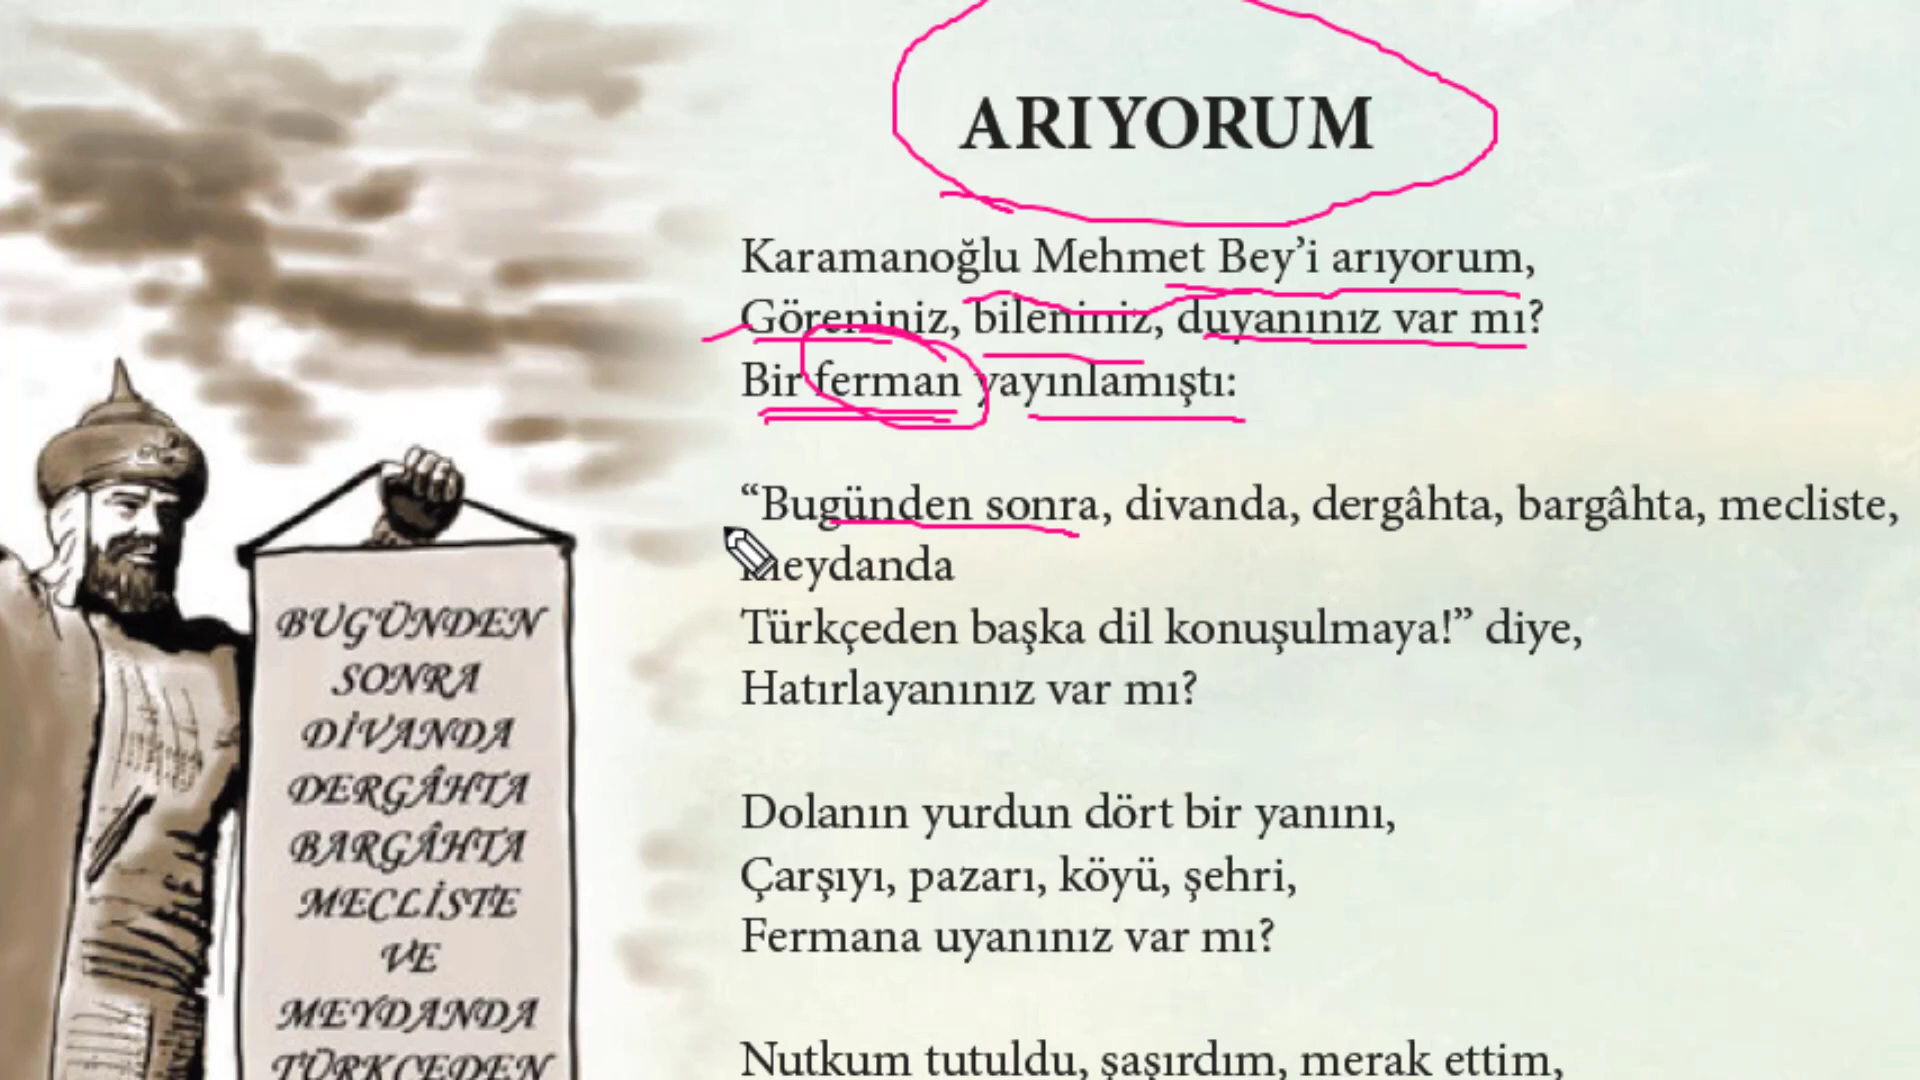 ARIYORUM
Karamanoğlu Mehmet Bey’i arıyorum,
Göreniniz, bileniniz, duyanınız var mı?
Bir ferman yayınlamıştı:
“Bugünden sonra, divanda, dergâhta, bargâhta, mecliste,
meydanda
Türkçeden başka dil konuşulmaya!” diye,
Hatırlayanınız var mı?
Dolanın yurdun dört bir yanını,
Çarşıyı, pazarı, köyü, şehri,
Fermana uyanınız var mı?
Nutkum tutuldu, şaşırdım, merak ettim,
BUGÜNDEN
SONRA
DİVANDA
DERGÂHTA
BARGÂHTA
MECLİSTE
VE
MEYDANDA
TÜRKÇEDEN